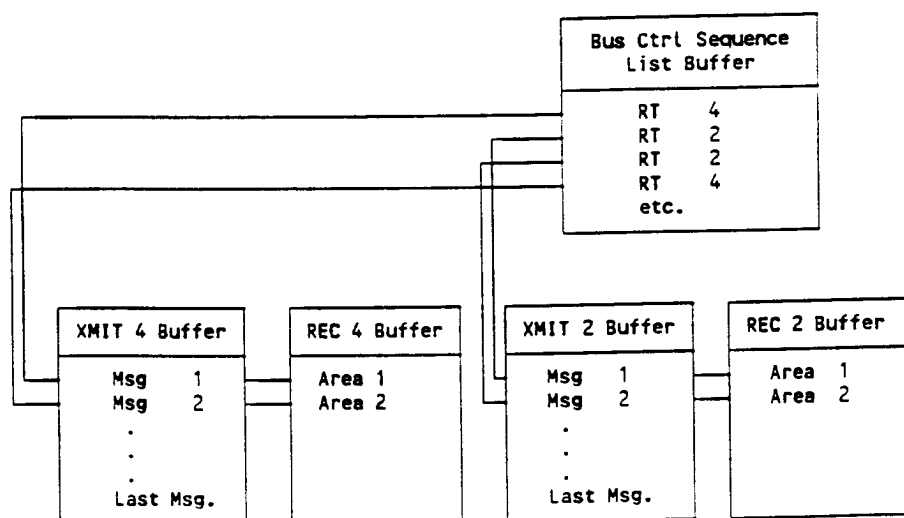 Bus Ctrl Sequence
List Buffer
RT 4
RT 2
RT 2
RT 4
etc.
XMIT 4 Buffer
Msg 1
Msg 2
.
.
.
Last Msg.
REC 4 Buffer
Area 1
Area 2
XMIT 2 Buffer
Msg 1
Msg 2
.
.
.
Last Msg.
REC 2 Buffer
Area 1
Area 2